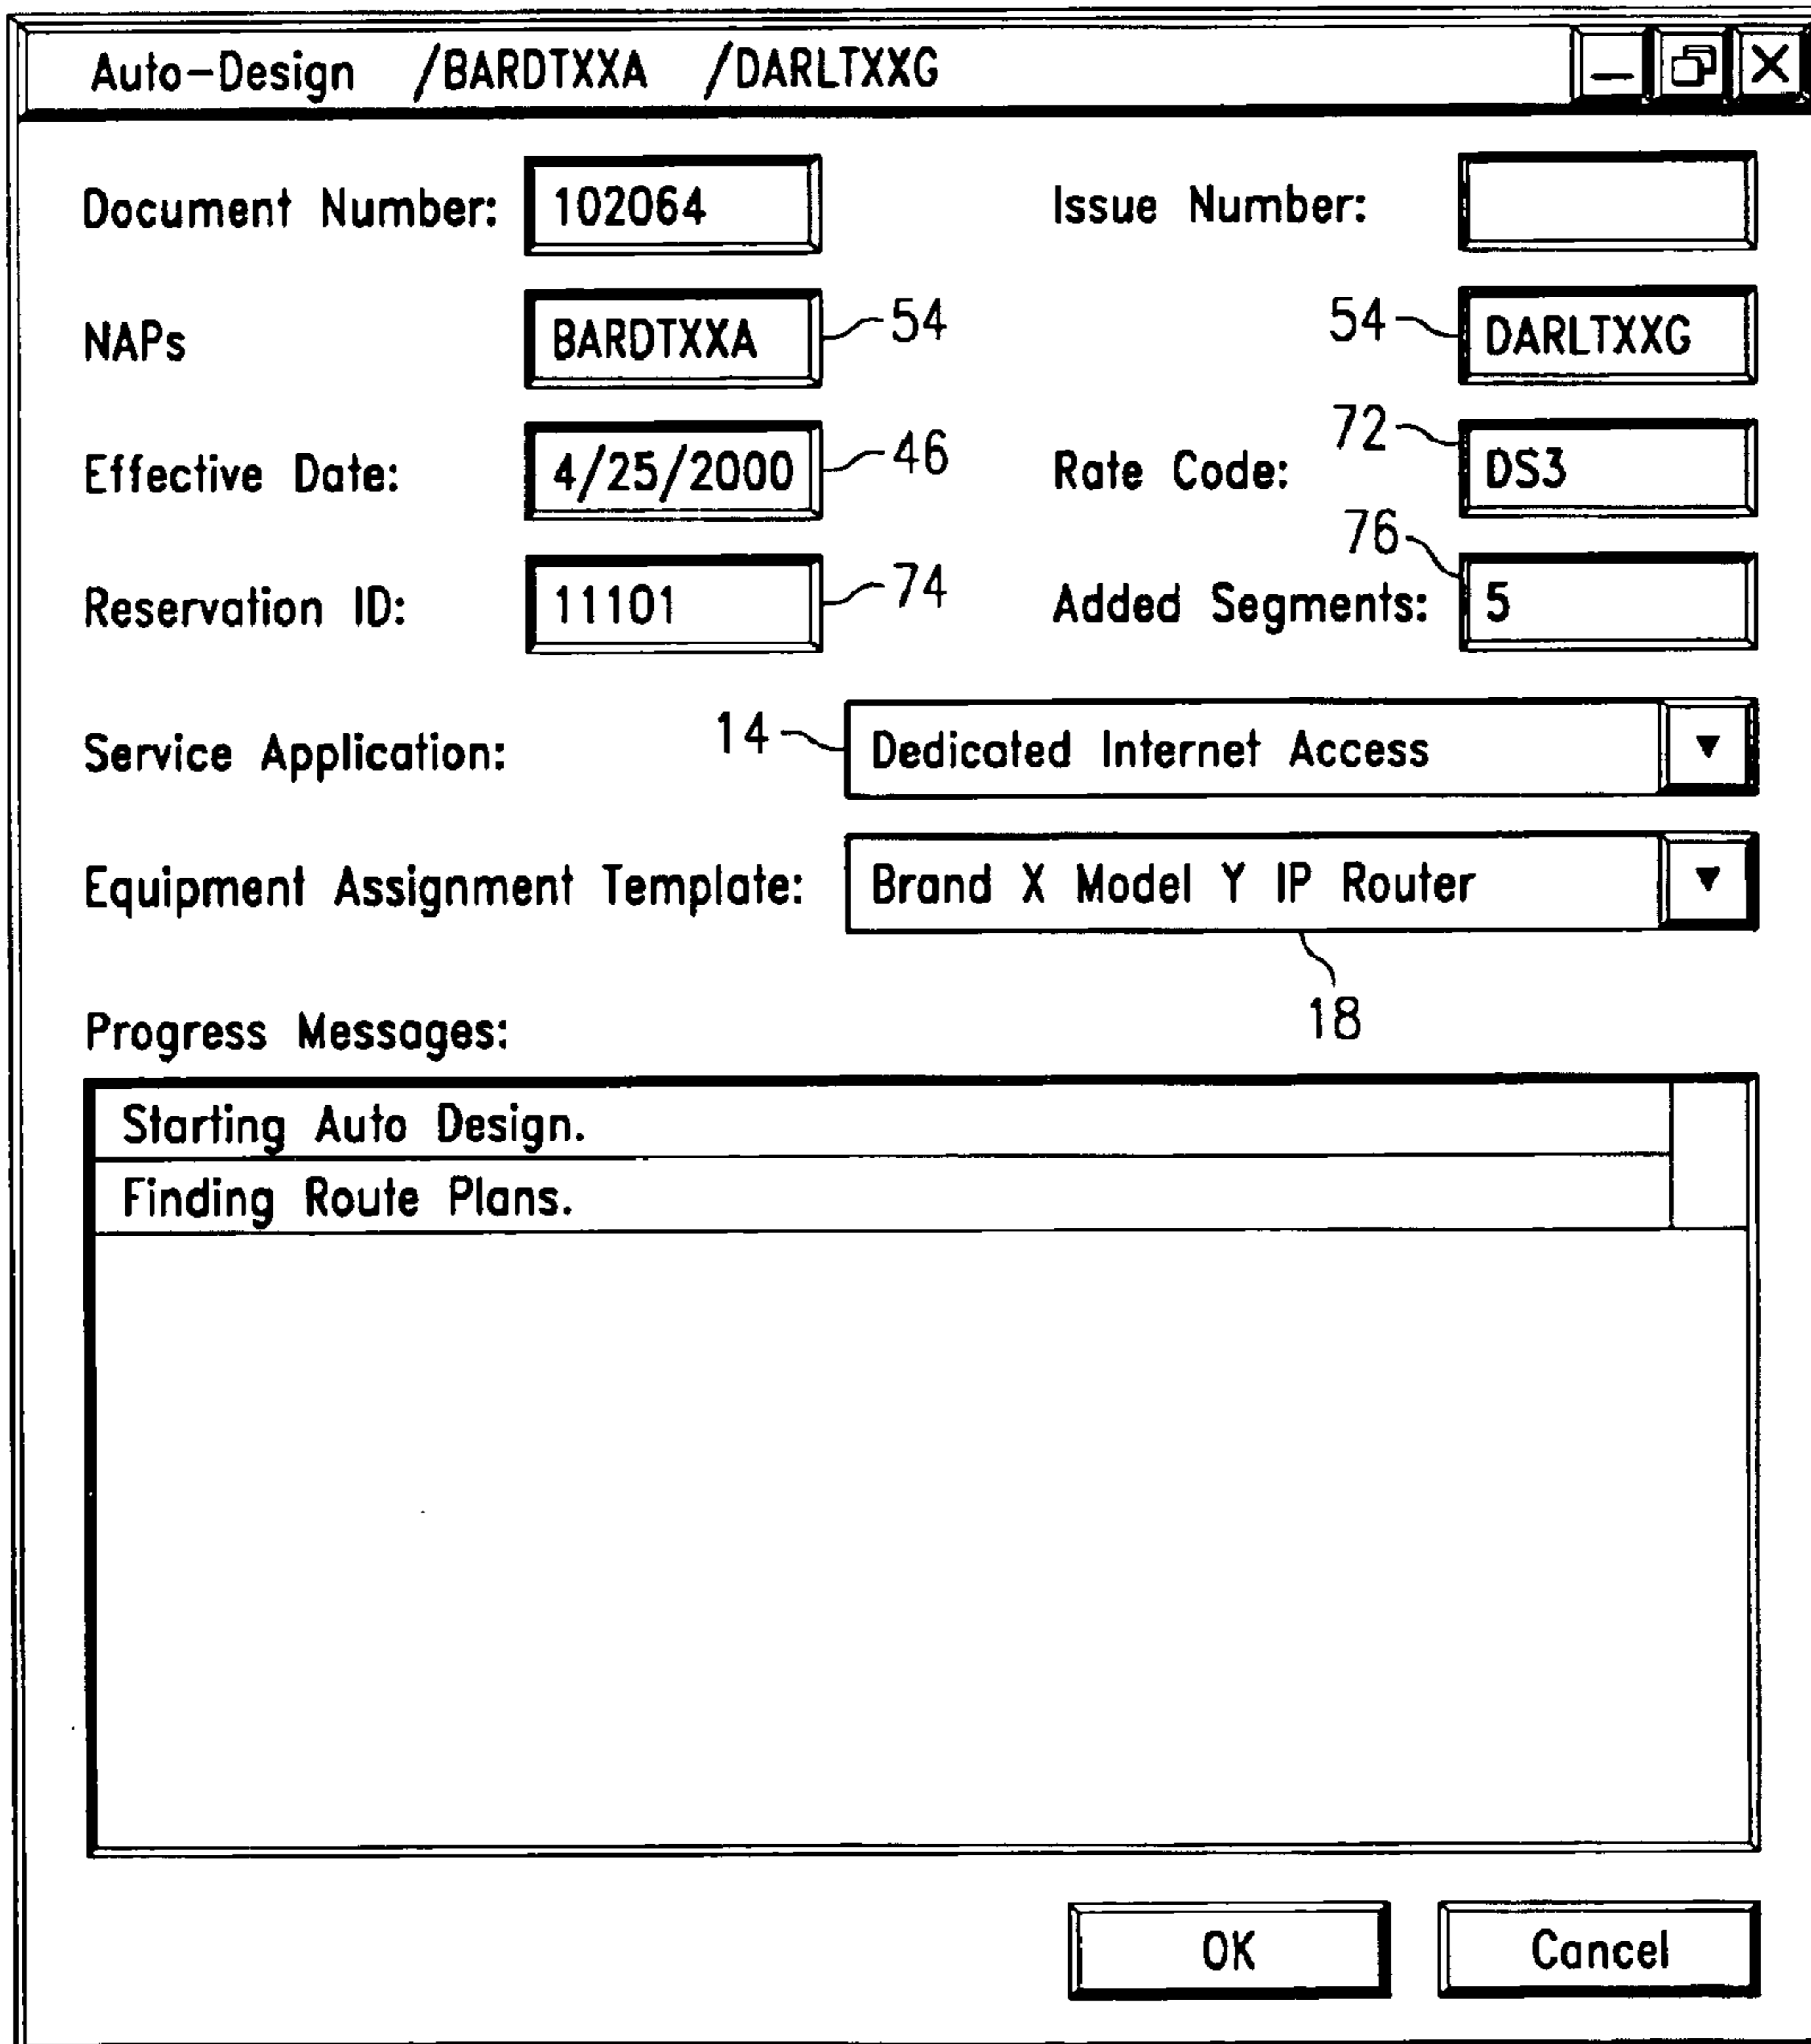 Auto-Design /BARDTXXA /DARLTXXG
Document Number: 102064 Issue Number:
NAPs BARDTXXA 54 54 DARLTXXG
Effective Date: 4/25/2000 46 Rate Code: 72 DS3
Reservation ID: 11101 74 Added Segments: 76 5
Service Application: 14 Dedicated Internet Access
Equipment Assignment Template: Brand X Model Y IP Router
18
Progress Messages:
Starting Auto Design.
Finding Route Plans.
OK Cancel